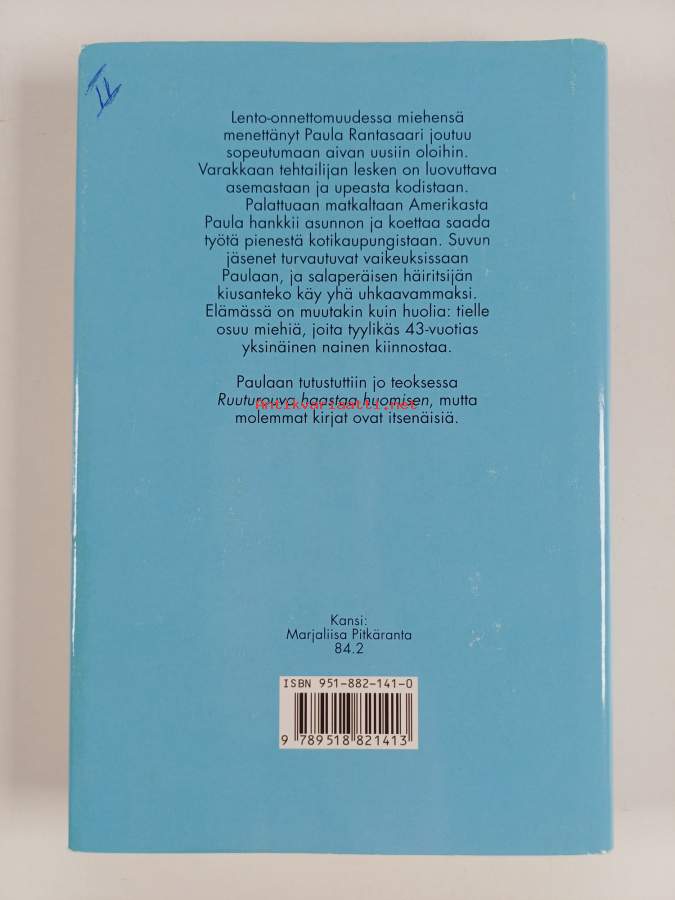 II
Lento-onnettomuudessa miehensä
menettänyt Paula Rantasaari joutuu
sopeutumaan aivan uusiin oloihin.
Varakkaan tehtailijan lesken on luovuttava
asemastaan ja upeasta kodistaan.
Palattuaan matkaltaan Amerikasta
Paula hankkii asunnon ja koettaa saada
työtä pienestä kotikaupungistaan. Suvun
jäsenet turvautuvat vaikeuksissaan
Paulaan, ja salaperäisen häiritsijän
kiusanteko käy yhä uhkaavammaksi.
Elämässä on muutakin kuin huolia: tielle
osuu miehiä, joita tyylikäs 43-vuotias
yksinäinen nainen kiinnostaa.
Paulaan tutustuttiin jo teoksessa
Ruuturouva haastaa huomisen, mutta
Antikvariaatti.net
molemmat kirjat ovat itsenäisiä.
Kansi:
Marjaliisa Pitkäranta
84.2
ISBN 951-882-141-0
9 789518 821413